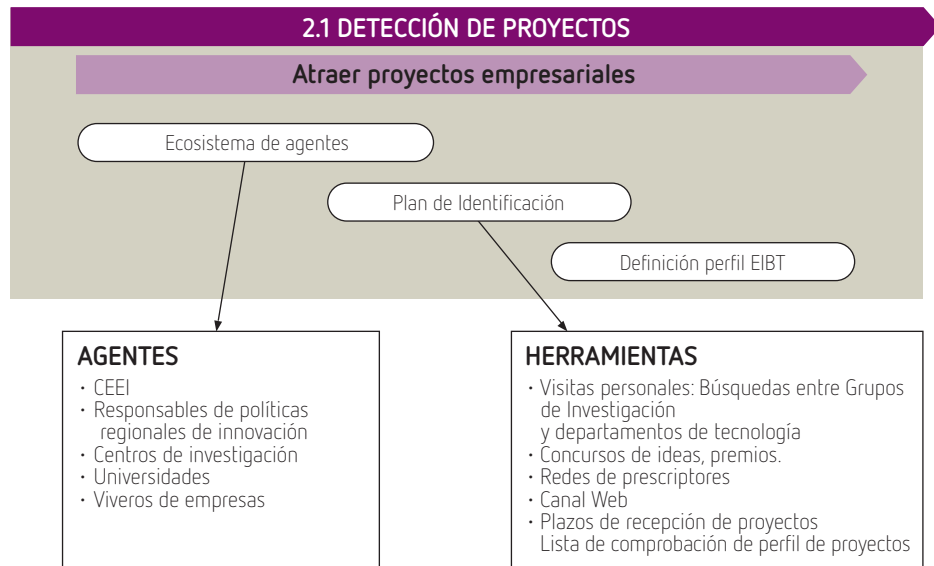 2.1 DETECCIÓN DE PROYECTOS
Atraer proyectos empresariales
Ecosistema de agentes
Plan de Identificación
Definición perfil EIBT
AGENTES
· CEEI
· Responsables de políticas
regionales de innovación
· Centros de investigación
· Universidades
· Viveros de empresas
HERRAMIENTAS
· Visitas personales: Búsquedas entre Grupos
de Investigación
y departamentos de tecnología
· Concursos de ideas, premios.
· Redes de prescriptores
· Canal Web
· Plazos de recepción de proyectos
Lista de comprobación de perfil de proyectos